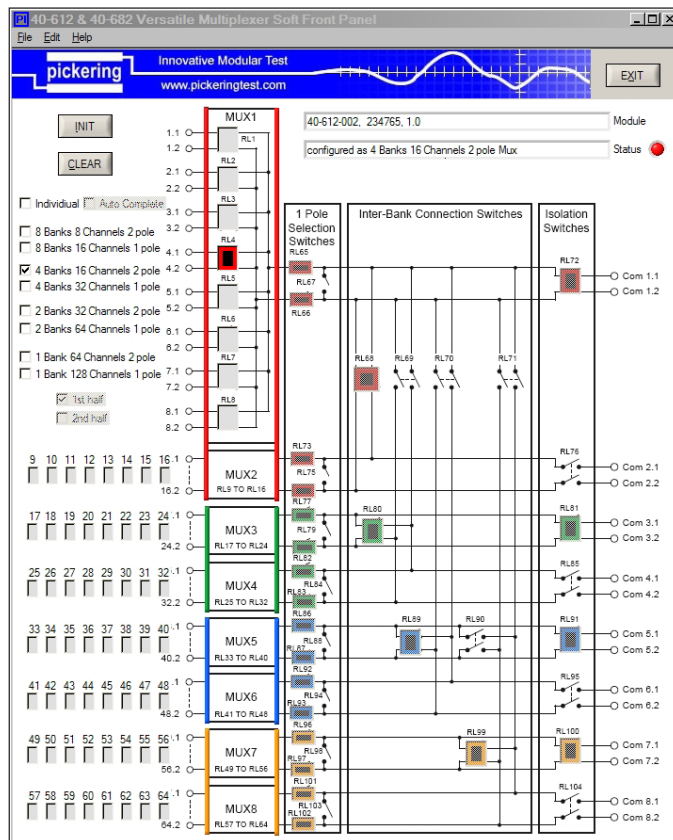 PI 40-612 & 40-682 Versatile Multiplexer Soft Front Panel
File Edit Help
pickering
Innovative Modular Test
www.pickeringtest.com
EXIT
INIT
CLEAR
40-612-002, 234765, 1.0 Module
configured as 4 Banks 16 Channels 2 pole Mux Status
Individual Auto Complete
8 Banks 8 Channels 2 pole
8 Banks 16 Channels 1 pole
4 Banks 16 Channels 2 pole
4 Banks 32 Channels 1 pole
2 Banks 32 Channels 2 pole
2 Banks 64 Channels 1 pole
1 Bank 64 Channels 2 pole
1 Bank 128 Channels 1 pole
1st half
2nd half
MUX1
1.1 RL1
1.2
2.1 RL2
2.2
3.1 RL3
3.2
4.1 RL4
4.2
5.1 RL5
5.2
6.1 RL6
6.2
7.1 RL7
7.2
8.1 RL8
8.2
1 Pole Selection Switches
Inter-Bank Connection Switches
Isolation Switches
RL65
RL67
RL66
RL72
Com 1.1
Com 1.2
RL68 RL69 RL70 RL71
9 10 11 12 13 14 15 16 .1
16.2
MUX2
RL9 TO RL16
RL73
RL75
RL76
Com 2.1
Com 2.2
17 18 19 20 21 22 23 24 .1
24.2
MUX3
RL17 TO RL24
RL77
RL79
RL80
RL81
Com 3.1
Com 3.2
25 26 27 28 29 30 31 32 .1
32.2
MUX4
RL25 TO RL32
RL82
RL84
RL83
RL85
Com 4.1
Com 4.2
33 34 35 36 37 38 39 40 .1
40.2
MUX5
RL33 TO RL40
RL86
RL88
RL87
RL89
RL90
RL91
Com 5.1
Com 5.2
41 42 43 44 45 46 47 48 .1
48.2
MUX6
RL41 TO RL48
RL92
RL94
RL93
RL95
Com 6.1
Com 6.2
49 50 51 52 53 54 55 56 .1
56.2
MUX7
RL49 TO RL56
RL96
RL98
RL97
RL99
RL100
Com 7.1
Com 7.2
57 58 59 60 61 62 63 64 .1
64.2
MUX8
RL57 TO RL64
RL101
RL103
RL102
RL104
Com 8.1
Com 8.2